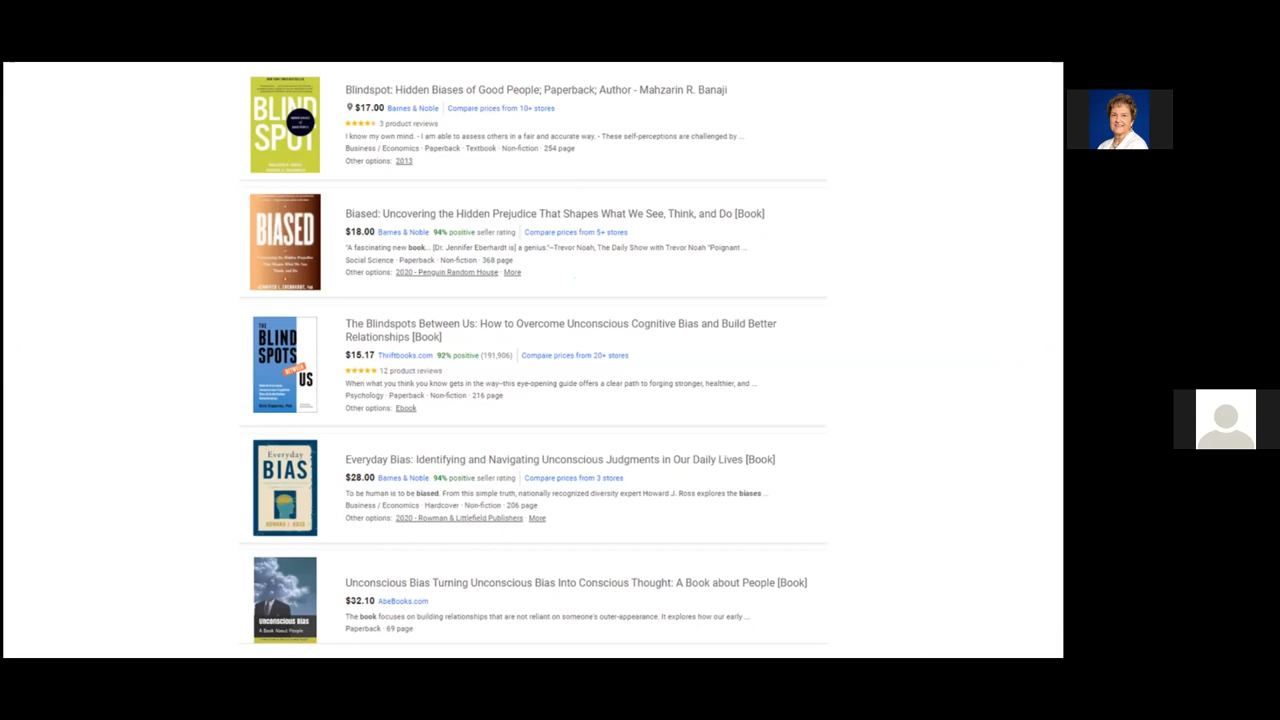 BLIND
SPOT
Blindspot: Hidden Biases of Good People; Paperback; Author - Mahzarin R. Banaji
$17.00 Barnes & Noble Compare prices from 10+ stores
3 product reviews
I know my own mind. - I am able to assess others in a fair and accurate way. - These self-perceptions are challenged by ...
Business / Economics · Paperback · Textbook · Non-fiction · 254 page
Other options: 2013
BIASED
Biased: Uncovering the Hidden Prejudice That Shapes What We See, Think, and Do [Book]
$18.00 Barnes & Noble 94% positive seller rating Compare prices from 5+ stores
"A fascinating new book... [Dr. Jennifer Eberhardt is] a genius."–Trevor Noah, The Daily Show with Trevor Noah "Poignant ...
Social Science · Paperback · Non-fiction · 368 page
Other options: 2020 - Penguin Random House · More
THE
BLIND
SPOTS
BETWEEN
US
The Blindspots Between Us: How to Overcome Unconscious Cognitive Bias and Build Better
Relationships [Book]
$15.17 Thriftbooks.com 92% positive (191,906) Compare prices from 20+ stores
12 product reviews
When what you think you know gets in the way–this eye-opening guide offers a clear path to forging stronger, healthier, and ...
Psychology · Paperback · Non-fiction · 216 page
Other options: Ebook
Everyday
BIAS
HOWARD J. ROSS
Everyday Bias: Identifying and Navigating Unconscious Judgments in Our Daily Lives [Book]
$28.00 Barnes & Noble 94% positive seller rating Compare prices from 3 stores
To be human is to be biased. From this simple truth, nationally recognized diversity expert Howard J. Ross explores the biases ..
Business / Economics · Hardcover · Non-fiction · 206 page
Other options: 2020 - Rowman & Littlefield Publishers · More
Unconscious Bias
A Book About People
Unconscious Bias Turning Unconscious Bias Into Conscious Thought: A Book about People [Book]
$32.10 AbeBooks.com
The book focuses on building relationships that are not reliant on someone's outer-appearance. It explores how our early ...
Paperback · 69 page